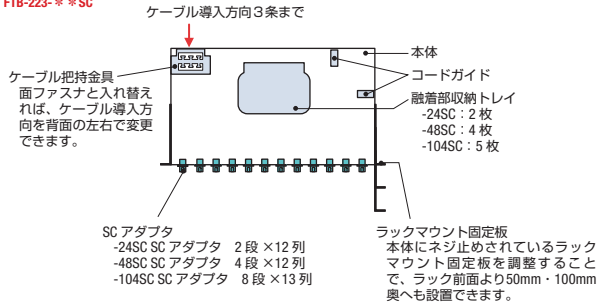 FTB-223-＊＊SC
ケーブル導入方向３条まで
ケーブル把持金具
面ファスナと入れ替え
れば、ケーブル導入方
向を背面の左右で変更
できます。
本体
コードガイド
融着部収納トレイ
-24SC：2 枚
-48SC：4 枚
-104SC：5 枚
SC アダプタ
-24SC SC アダプタ 2 段 ×12 列
-48SC SC アダプタ 4 段 ×12 列
-104SC SC アダプタ 8 段 ×13 列
ラックマウント固定板
本体にネジ止めされているラック
マウント固定板を調整すること
で、ラック前面より50mm・100mm
奥へも設置できます。